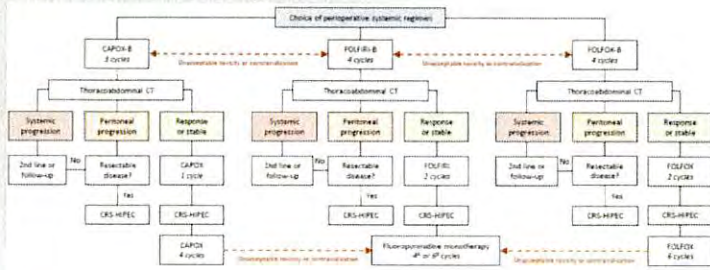 Choice of perioperative systemic regimen
CAPOX-B
3 cycles
FOLFIRI-B
4 cycles
FOLFOX-B
4 cycles
Unacceptable toxicity or contraindication
Unacceptable toxicity or contraindication
Thoracoabdominal CT
Thoracoabdominal CT
Thoracoabdominal CT
Systemic
progression
Peritoneal
progression
Response
or stable
Systemic
progression
Peritoneal
progression
Response
or stable
Systemic
progression
Peritoneal
progression
Response
or stable
2nd line or
follow-up
No
Resectable
disease?
CAPOX
1 cycle
2nd line or
follow-up
No
Resectable
disease?
FOLFIRI
2 cycles
2nd line or
follow-up
No
Resectable
disease?
FOLFOX
2 cycles
Yes
Yes
Yes
CRS-HIPEC
CRS-HIPEC
CRS-HIPEC
CRS-HIPEC
CRS-HIPEC
CRS-HIPEC
CAPOX
4 cycles
Unacceptable toxicity or contraindication
Fluoropyrimidine monotherapy
4ᵃ or 6ᵇ cycles
Unacceptable toxicity or contraindication
FOLFOX
6 cycles